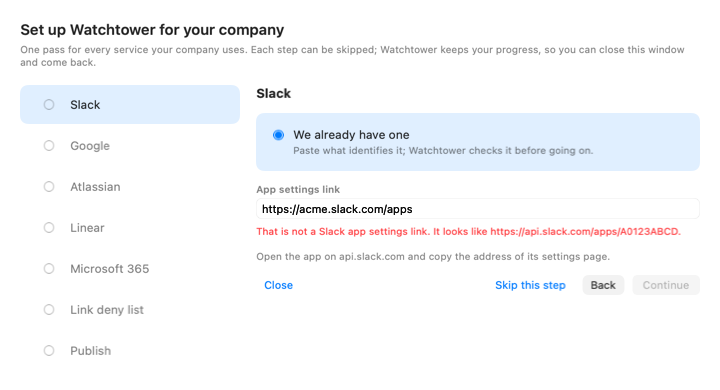 Set up Watchtower for your company
One pass for every service your company uses. Each step can be skipped; Watchtower keeps your progress, so you can close this window
and come back.
Slack
Google
Atlassian
Linear
Microsoft 365
Link deny list
Publish
Slack
We already have one
Paste what identifies it; Watchtower checks it before going on.
App settings link
https://acme.slack.com/apps
That is not a Slack app settings link. It looks like https://api.slack.com/apps/A0123ABCD.
Open the app on api.slack.com and copy the address of its settings page.
Close
Skip this step
Back
Continue